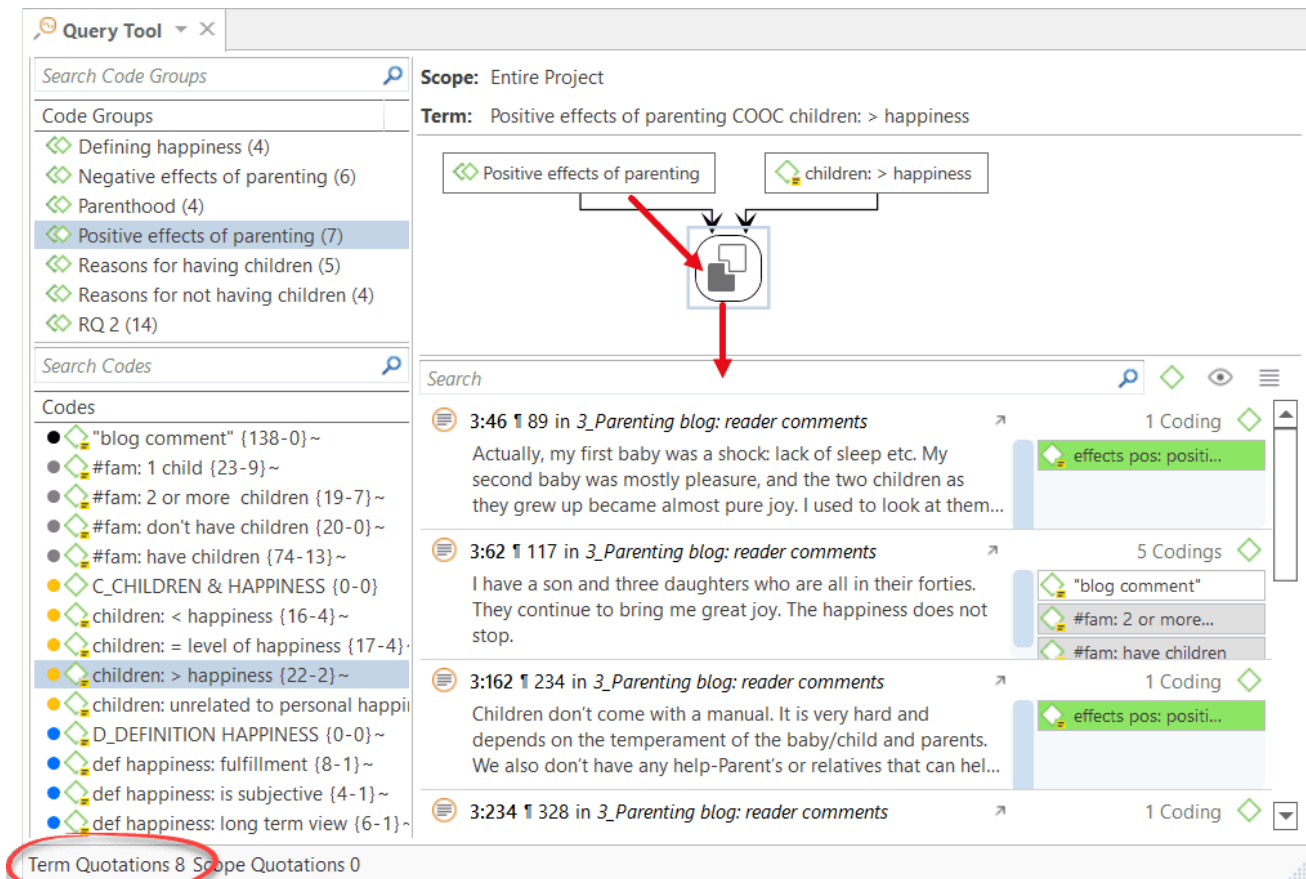 Query Tool
Search Code Groups
Code Groups
Defining happiness (4)
Negative effects of parenting (6)
Parenthood (4)
Positive effects of parenting (7)
Reasons for having children (5)
Reasons for not having children (4)
RQ 2 (14)
Search Codes
Codes
"blog comment" {138-0}~
#fam: 1 child {23-9}~
#fam: 2 or more  children {19-7}~
#fam: don't have children {20-0}~
#fam: have children {74-13}~
C_CHILDREN & HAPPINESS {0-0}
children: < happiness {16-4}~
children: = level of happiness {17-4}~
children: > happiness {22-2}~
children: unrelated to personal happi
D_DEFINITION HAPPINESS {0-0}~
def happiness: fulfillment {8-1}~
def happiness: is subjective {4-1}~
def happiness: long term view {6-1}~
Scope: Entire Project
Term: Positive effects of parenting COOC children: > happiness
Positive effects of parenting
children: > happiness
Search
3:46 ¶ 89 in 3_Parenting blog: reader comments
1 Coding
Actually, my first baby was a shock: lack of sleep etc. My
second baby was mostly pleasure, and the two children as
they grew up became almost pure joy. I used to look at them...
effects pos: positi...
3:62 ¶ 117 in 3_Parenting blog: reader comments
5 Codings
I have a son and three daughters who are all in their forties.
They continue to bring me great joy. The happiness does not
stop.
"blog comment"
#fam: 2 or more...
#fam: have children
3:162 ¶ 234 in 3_Parenting blog: reader comments
1 Coding
Children don't come with a manual. It is very hard and
depends on the temperament of the baby/child and parents.
We also don't have any help-Parent's or relatives that can hel...
effects pos: positi...
3:234 ¶ 328 in 3_Parenting blog: reader comments
1 Coding
Term Quotations 8 Scope Quotations 0